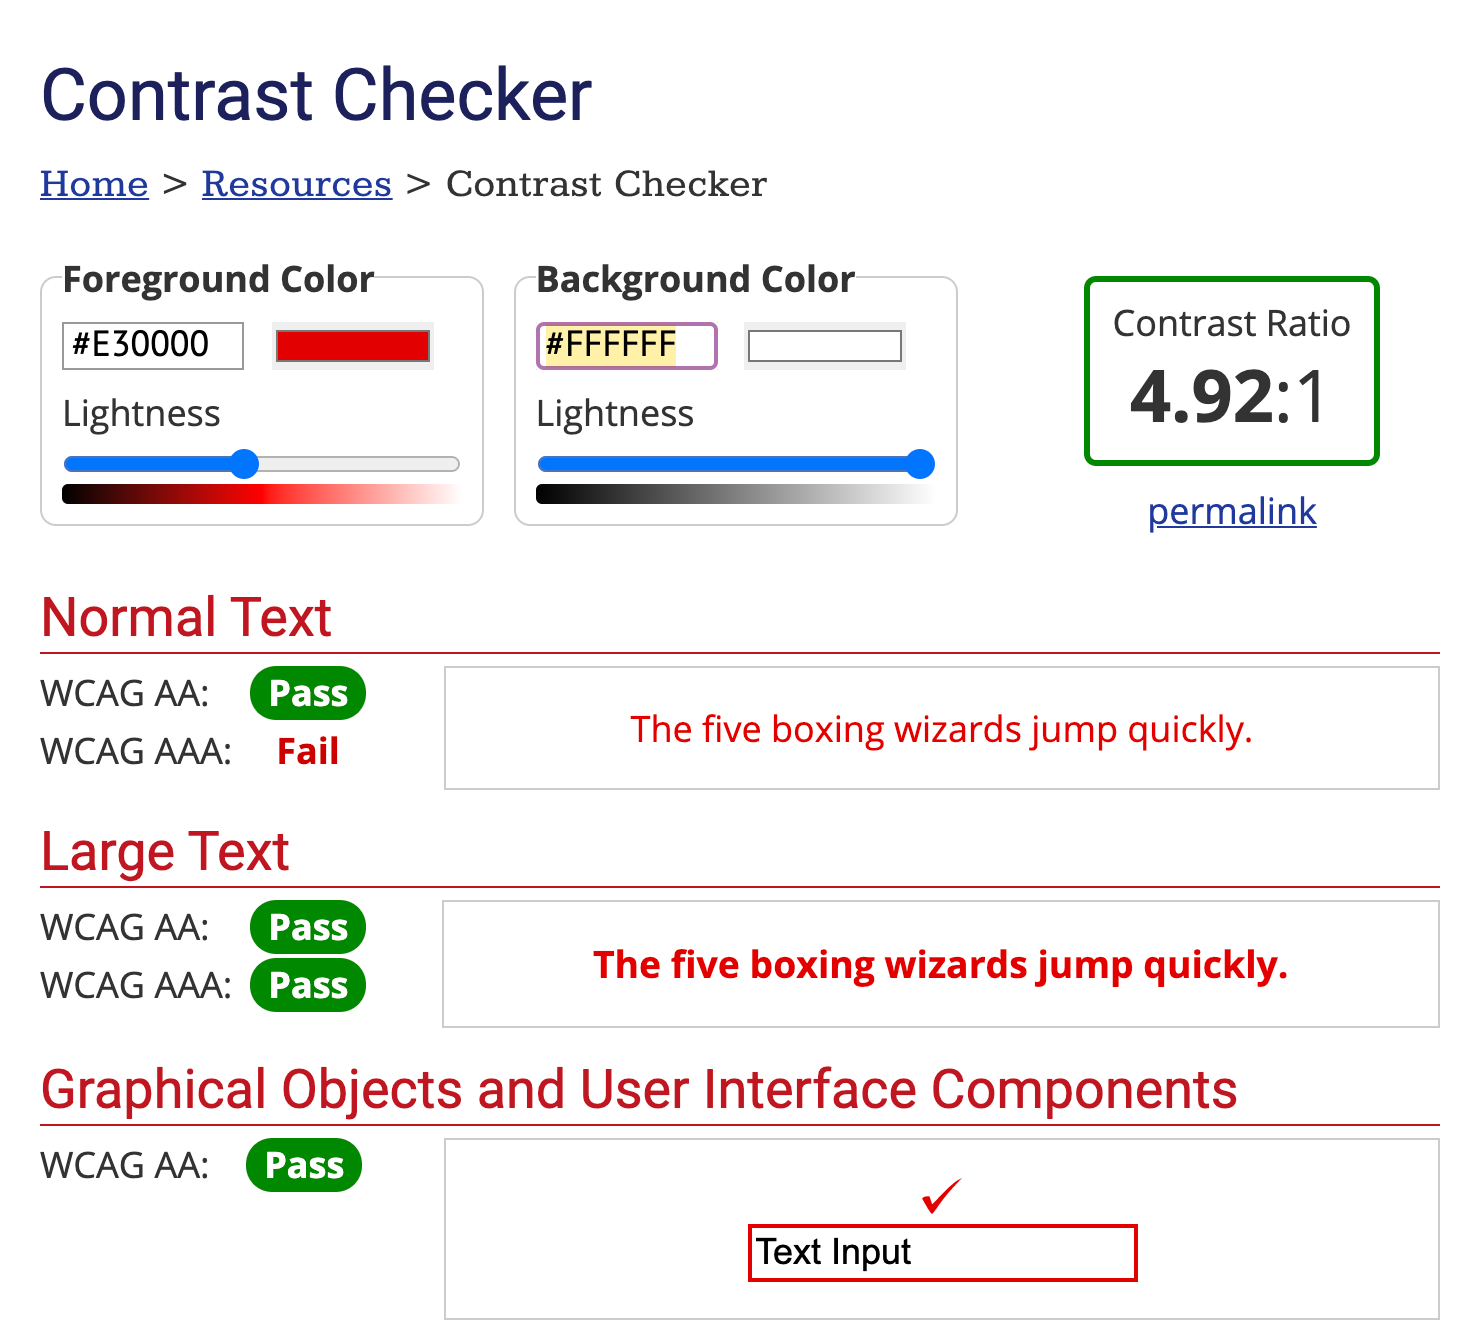 Contrast Checker
Home > Resources > Contrast Checker
Foreground Color
#E30000
Lightness
Background Color
#FFFFFF
Lightness
Contrast Ratio
4.92:1
permalink
Normal Text
WCAG AA: Pass
WCAG AAA: Fail
The five boxing wizards jump quickly.
Large Text
WCAG AA: Pass
WCAG AAA: Pass
The five boxing wizards jump quickly.
Graphical Objects and User Interface Components
WCAG AA: Pass
✓
Text Input